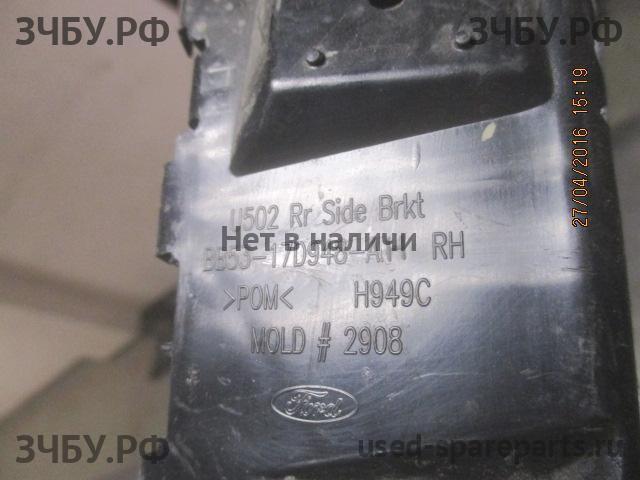 ЗЧБУ.РФ ЗЧБУ.РФ
27/04/2016 15:19
U502 Rr Side Brkt
Нет в наличии
RH
>POM< H949C
MOLD # 2908
Ford
ЗЧБУ.РФ used-spareparts.ru